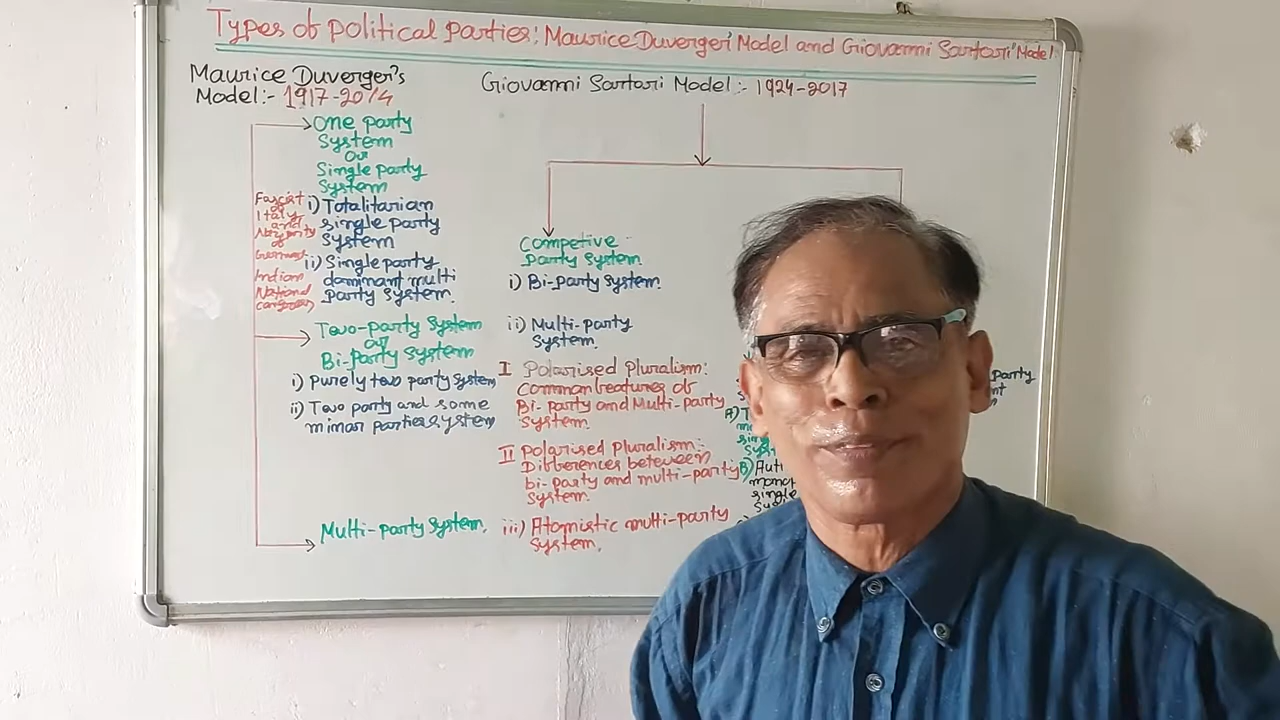 Types of Political Parties: Maurice Duverger' Model and Giovanni Sartori' Model
Maurice Duverger's
Model:- 1917-2014
One party
System
Or
Single party
System
i) Totalitarian
single party
System
ii) Single party
dominant multi
party system.
Fascist
Italy
and
of
Indian
National
Two-party System
or
Bi-party System
i) Purely two party System
ii) Two party and some
minor parties system
Multi-party System.
Giovanni Sartori Model:- 1924-2017
Competive
Party System.
i) Bi-party System.
ii) Multi-party
System.
I Polarised Pluralism:
Common features of
Bi-party and Multi-party
System.
II Polarised Pluralism:-
Differences between
bi-party and multi-party
System.
iii) Atomistic multi-party
System.
A) T
B) Aut
mono
single
party
nt